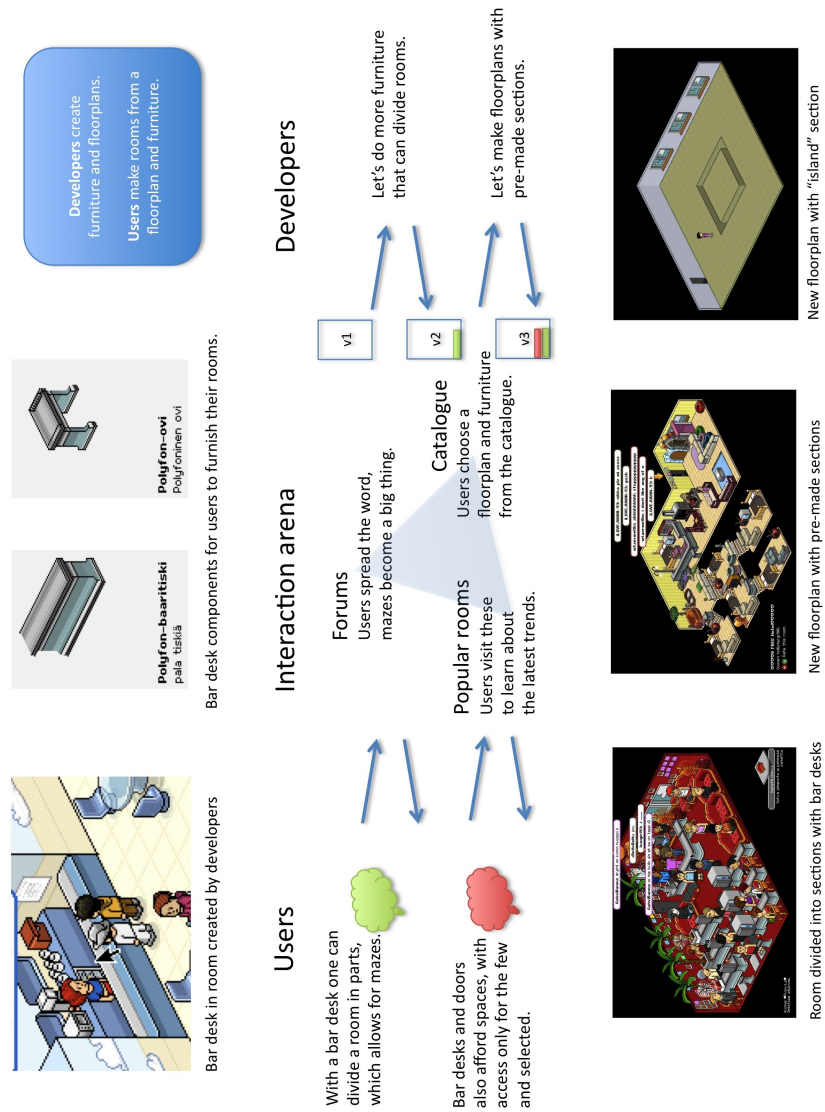 Bar desk in room created by developers
Polyfon-baaritiski
pala tiskiä
Polyfon-ovi
Polyfoninen ovi
Bar desk components for users to furnish their rooms.
Developers create
furniture and floorplans.
Users make rooms from a
floorplan and furniture.
Users
Interaction arena
Developers
With a bar desk one can
divide a room in parts,
which allows for mazes.
Forums
Users spread the word,
mazes become a big thing.
v1
Let's do more furniture
that can divide rooms.
v2
Bar desks and doors
also afford spaces, with
access only for the few
and selected.
Popular rooms
Users visit these
to learn about
the latest trends.
Catalogue
Users choose a
floorplan and furniture
from the catalogue.
v3
Let's make floorplans with
pre-made sections.
Room divided into sections with bar desks
New floorplan with pre-made sections
New floorplan with "island" section